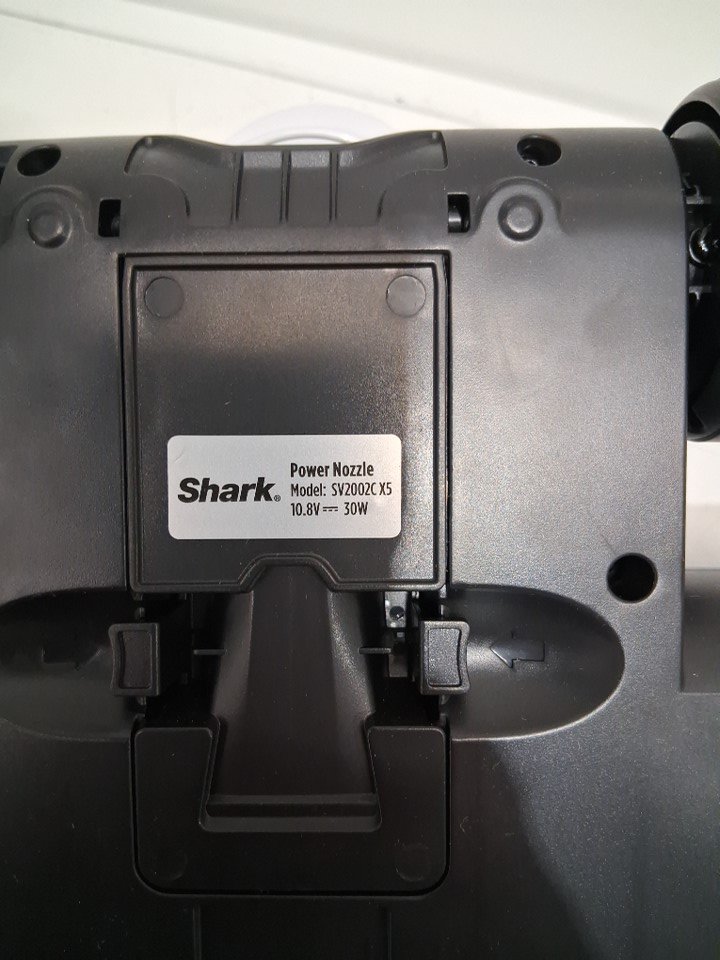 Shark®
Power Nozzle
Model: SV2002C X5
10.8V ⎓ 30W